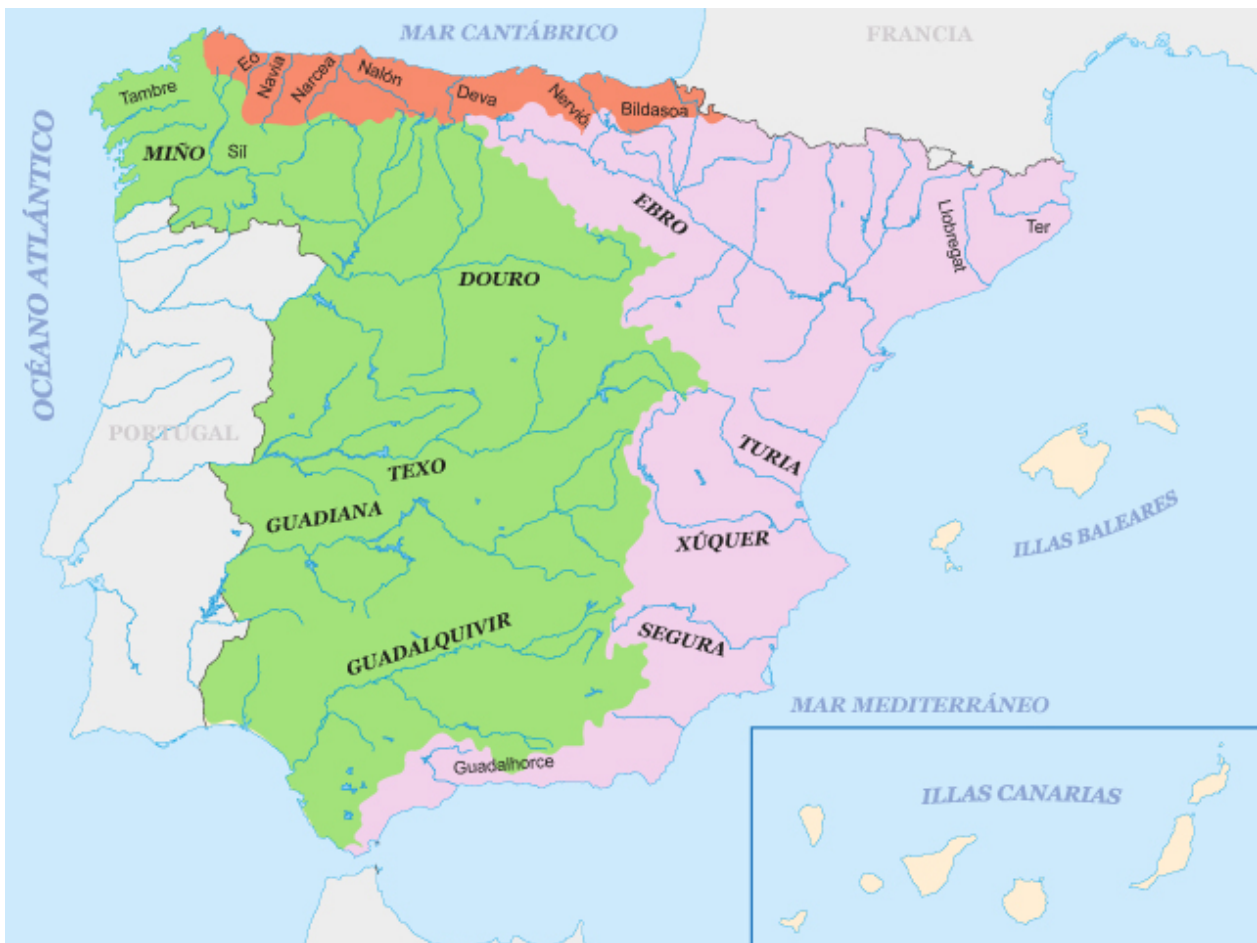 MAR CANTÁBRICO
FRANCIA
Eo
Navia
Narcea
Nalón
Deva
Nervió
Bildasoa
Tambre
MIÑO
Sil
OCÉANO ATLÁNTICO
EBRO
Llobregat
Ter
DOURO
PORTUGAL
TEXO
TURIA
GUADIANA
XÚQUER
ILLAS BALEARES
GUADALQUIVIR
SEGURA
MAR MEDITERRÁNEO
Guadalhorce
ILLAS CANARIAS